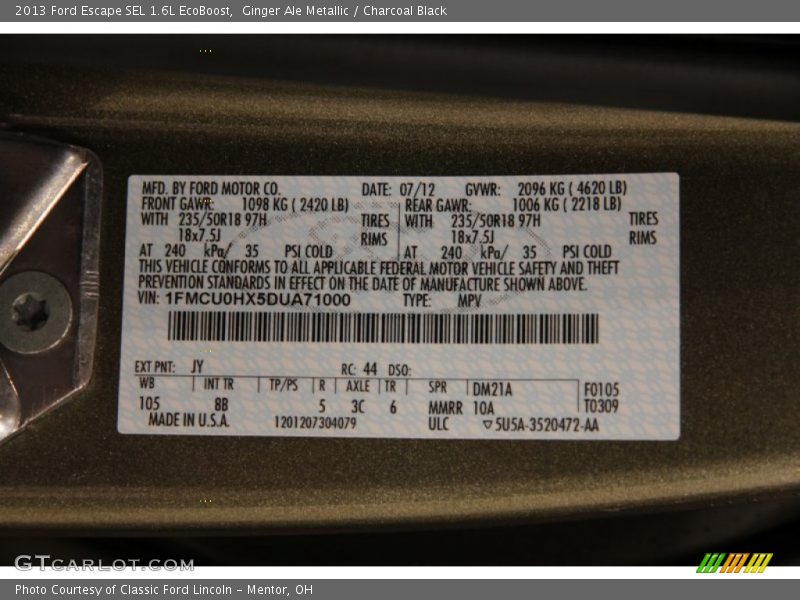 2013 Ford Escape SEL 1.6L EcoBoost,  Ginger Ale Metallic / Charcoal Black
MFD. BY FORD MOTOR CO. DATE: 07/12 GVWR: 2096 KG ( 4620 LB)
FRONT GAWR: 1098 KG ( 2420 LB) REAR GAWR: 1006 KG ( 2218 LB)
WITH 235/50R18 97H TIRES WITH 235/50R18 97H TIRES
18x7.5J RIMS 18x7.5J RIMS
AT 240 kPa/ 35 PSI COLD AT 240 kPa/ 35 PSI COLD
THIS VEHICLE CONFORMS TO ALL APPLICABLE FEDERAL MOTOR VEHICLE SAFETY AND THEFT
PREVENTION STANDARDS IN EFFECT ON THE DATE OF MANUFACTURE SHOWN ABOVE.
VIN: 1FMCU0HX5DUA71000 TYPE: MPV
EXT PNT: JY RC: 44 DSO:
WB INT TR TP/PS R AXLE TR SPR DM21A F0105
105 8B 5 3C 6 MMRR 10A T0309
MADE IN U.S.A. 1201207304079 ULC ▽5U5A-3520472-AA
GTCARLOT.COM
Photo Courtesy of Classic Ford Lincoln - Mentor, OH